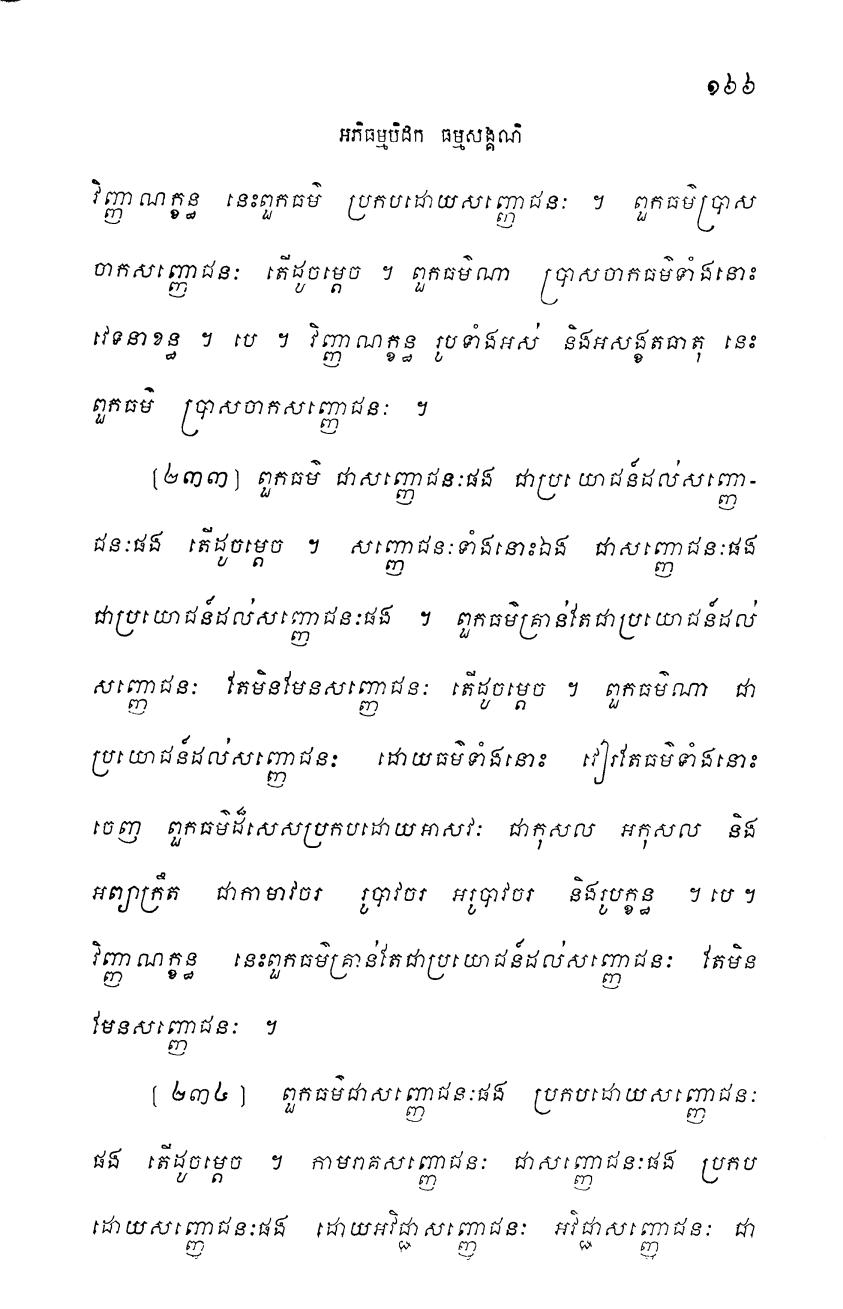 ១៦៦
អភិធម្មបិដក ធម្មសង្គណិ
វិញ្ញាណក្ខន្ធ នេះពួកធម៌ ប្រកបដោយសញ្ញោជនៈ ។ ពួកធម៌ប្រាស
ចាកសញ្ញោជនៈ តើដូចម្តេច ។ ពួកធម៌ណា ប្រាសចាកធម៌ទាំងនោះ
វេទនាខន្ធ ។ បេ ។ វិញ្ញាណក្ខន្ធ រូបទាំងអស់ និងអសង្ខតធាតុ នេះ
ពួកធម៌ ប្រាសចាកសញ្ញោជនៈ ។
[២៣៣] ពួកធម៌ ជាសញ្ញោជនៈផង ជាប្រយោជន៍ដល់សញ្ញោ-
ជនៈផង តើដូចម្តេច ។ សញ្ញោជនៈទាំងនោះឯង ជាសញ្ញោជនៈផង
ជាប្រយោជន៍ដល់សញ្ញោជនៈផង ។ ពួកធម៌គ្រាន់តែជាប្រយោជន៍ដល់
សញ្ញោជនៈ តែមិនមែនសញ្ញោជនៈ តើដូចម្តេច ។ ពួកធម៌ណា ជា
ប្រយោជន៍ដល់សញ្ញោជនៈ ដោយធម៌ទាំងនោះ វៀរតែធម៌ទាំងនោះ
ចេញ ពួកធម៌ដ៏សេសប្រកបដោយអាសវៈ ជាកុសល អកុសល និង
អព្យាក្រឹត ជាកាមាវចរ រូបាវចរ អរូបាវចរ និងរូបក្ខន្ធ ។ បេ ។
វិញ្ញាណក្ខន្ធ នេះពួកធម៌គ្រាន់តែជាប្រយោជន៍ដល់សញ្ញោជនៈ តែមិន
មែនសញ្ញោជនៈ ។
[ ២៣៤ ] ពួកធម៌ជាសញ្ញោជនៈផង ប្រកបដោយសញ្ញោជនៈ
ផង តើដូចម្តេច ។ កាមរាគសញ្ញោជនៈ ជាសញ្ញោជនៈផង ប្រកប
ដោយសញ្ញោជនៈផង ដោយអវិជ្ជាសញ្ញោជនៈ អវិជ្ជាសញ្ញោជនៈ ជា